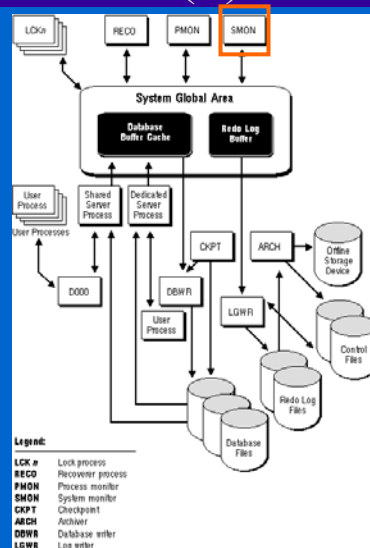 LCKn
RECO
PMON
SMON
System Global Area
Database
Buffer Cache
Redo Log
Buffer
User
Process
User Processes
Shared
Server
Process
Dedicated
Server
Process
CKPT
ARCH
Offline
Storage
Device
D000
DBWR
User
Process
LGWR
Control
Files
Redo Log
Files
Database
Files
Legend:
LCK n Lock process
RECO Recoverer process
PMON Process monitor
SMON System monitor
CKPT Checkpoint
ARCH Archiver
DBWR Database writer
LGWR Log writer